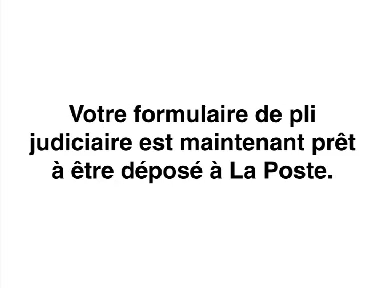 Votre formulaire de pli
judiciaire est maintenant prêt
à être déposé à La Poste.